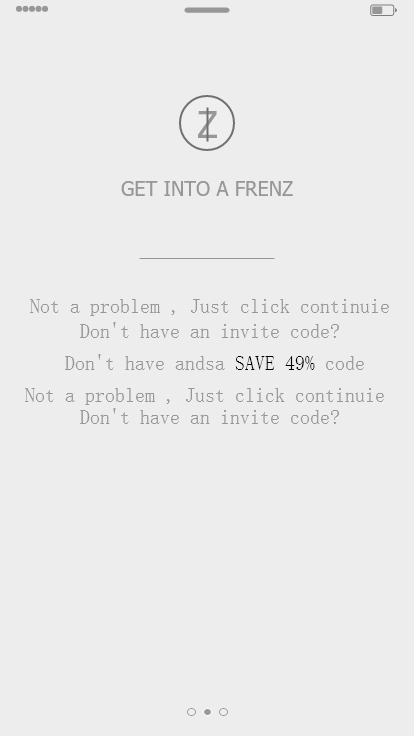 Z
GET INTO A FRENZ
Not a problem , Just click continuie
Don't have an invite code?
Don't have andsa SAVE 49% code
Not a problem , Just click continuie
Don't have an invite code?